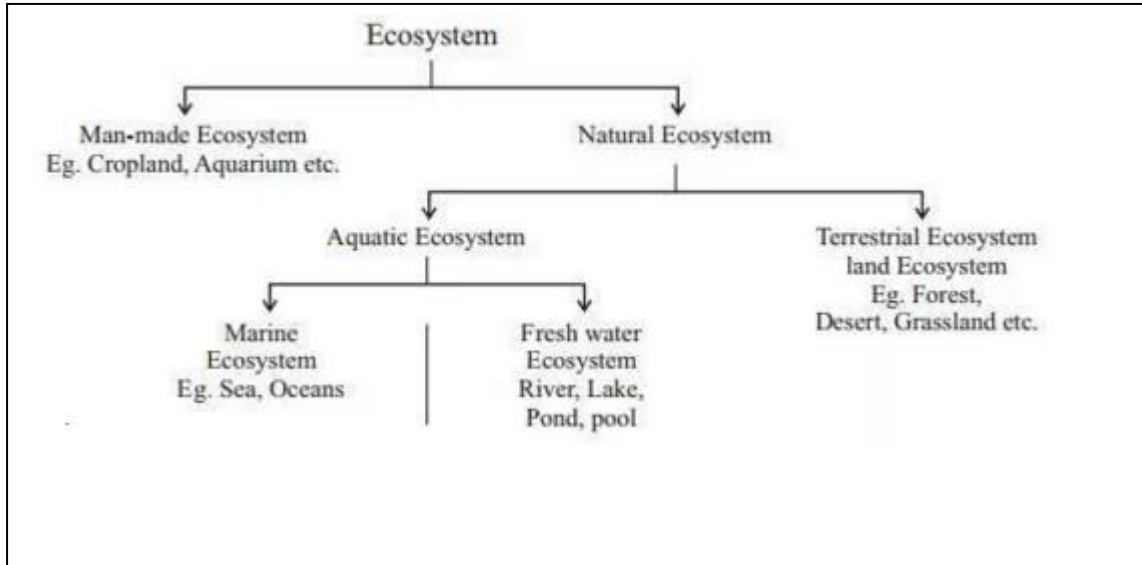 Ecosystem
Man-made Ecosystem
Eg. Cropland, Aquarium etc.
Natural Ecosystem
Aquatic Ecosystem
Terrestrial Ecosystem
land Ecosystem
Eg. Forest,
Desert, Grassland etc.
Marine
Ecosystem
Eg. Sea, Oceans
Fresh water
Ecosystem
River, Lake,
Pond, pool